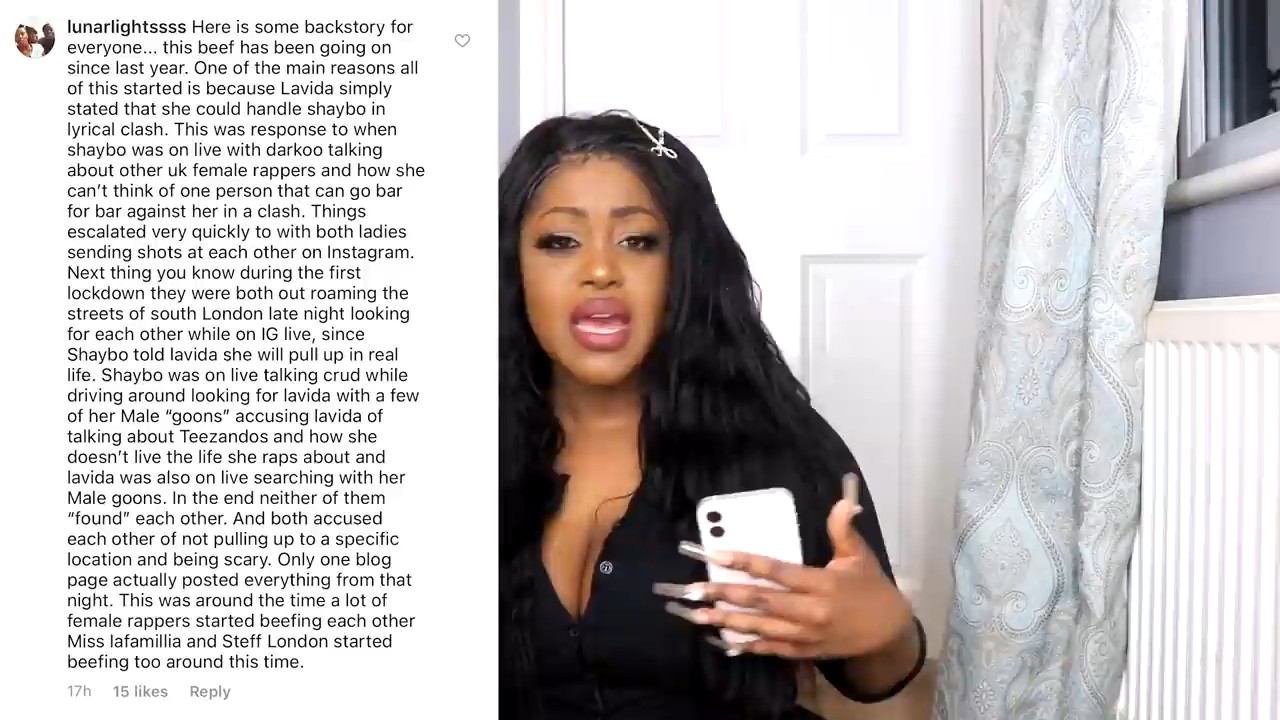 lunarlightssss Here is some backstory for
everyone... this beef has been going on
since last year. One of the main reasons all
of this started is because Lavida simply
stated that she could handle shaybo in
lyrical clash. This was response to when
shaybo was on live with darkoo talking
about other uk female rappers and how she
can't think of one person that can go bar
for bar against her in a clash. Things
escalated very quickly to with both ladies
sending shots at each other on Instagram.
Next thing you know during the first
lockdown they were both out roaming the
streets of south London late night looking
for each other while on IG live, since
Shaybo told lavida she will pull up in real
life. Shaybo was on live talking crud while
driving around looking for lavida with a few
of her Male “goons” accusing lavida of
talking about Teezandos and how she
doesn't live the life she raps about and
lavida was also on live searching with her
Male goons. In the end neither of them
“found” each other. And both accused
each other of not pulling up to a specific
location and being scary. Only one blog
page actually posted everything from that
night. This was around the time a lot of
female rappers started beefing each other
Miss lafamillia and Steff London started
beefing too around this time.
17h 15 likes Reply